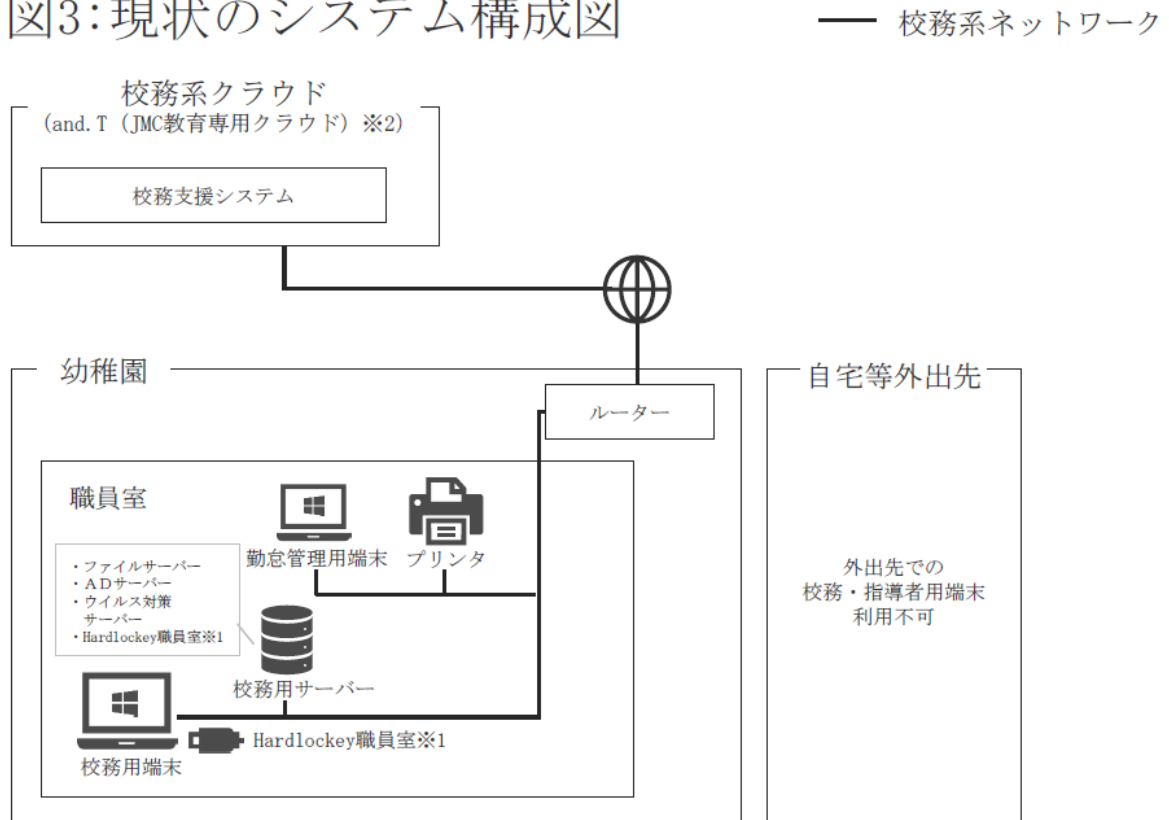 図3:現状のシステム構成図
校務系ネットワーク
校務系クラウド
(and.T（JMC教育専用クラウド）※2)
校務支援システム
幼稚園
自宅等外出先
ルーター
職員室
勤怠管理用端末
プリンタ
・ファイルサーバー
・ＡＤサーバー
・ウイルス対策
サーバー
・Hardlockey職員室※1
校務用サーバー
Hardlockey職員室※1
校務用端末
外出先での
校務・指導者用端末
利用不可